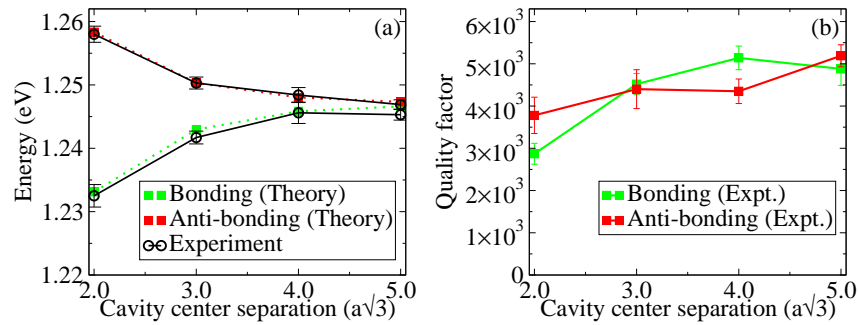 (a)
1.26
1.25
1.24
1.23
1.22
Energy (eV)
Bonding (Theory)
Anti-bonding (Theory)
Experiment
2.0 3.0 4.0 5.0
Cavity center separation (a√3)
(b)
6×10³
5×10³
4×10³
3×10³
2×10³
1×10³
0
Quality factor
Bonding (Expt.)
Anti-bonding (Expt.)
2.0 3.0 4.0 5.0
Cavity center separation (a√3)